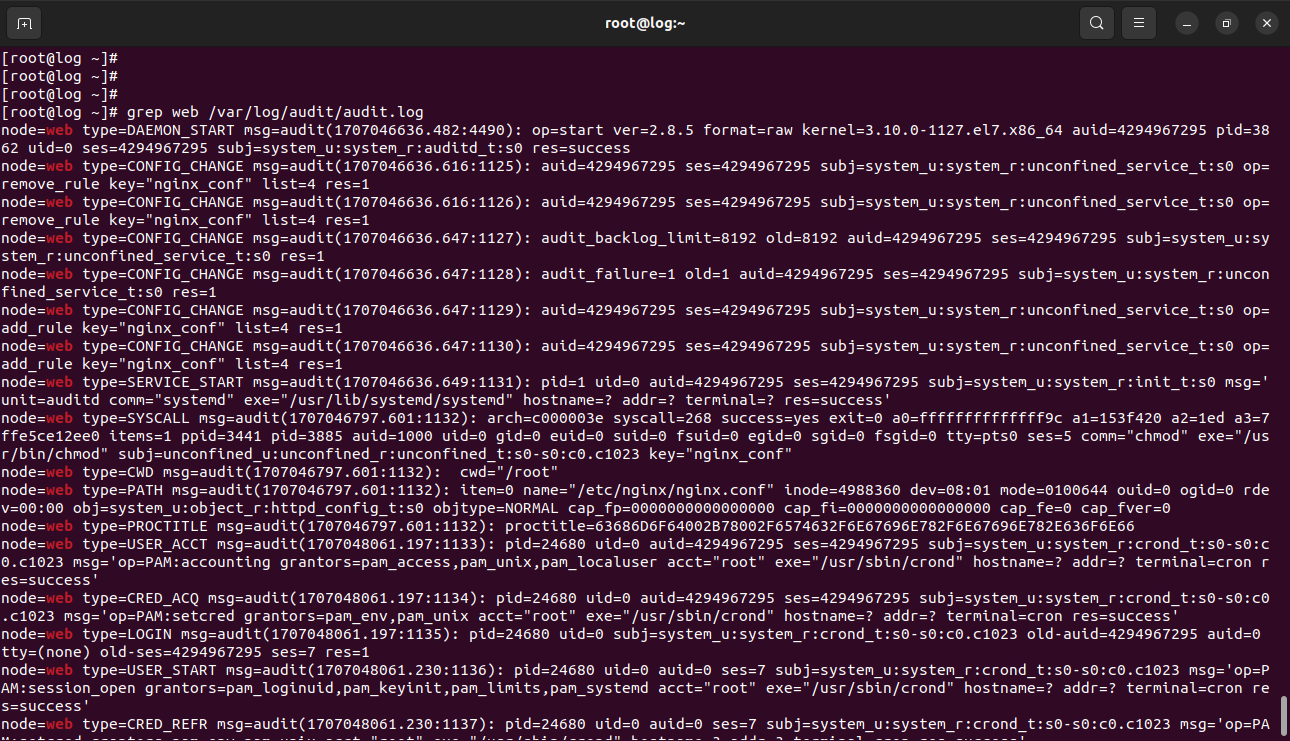 root@log:~
[root@log ~]#
[root@log ~]#
[root@log ~]#
[root@log ~]# grep web /var/log/audit/audit.log
node=web type=DAEMON_START msg=audit(1707046636.482:4490): op=start ver=2.8.5 format=raw kernel=3.10.0-1127.el7.x86_64 auid=4294967295 pid=38
62 uid=0 ses=4294967295 subj=system_u:system_r:auditd_t:s0 res=success
node=web type=CONFIG_CHANGE msg=audit(1707046636.616:1125): auid=4294967295 ses=4294967295 subj=system_u:system_r:unconfined_service_t:s0 op=
remove_rule key="nginx_conf" list=4 res=1
node=web type=CONFIG_CHANGE msg=audit(1707046636.616:1126): auid=4294967295 ses=4294967295 subj=system_u:system_r:unconfined_service_t:s0 op=
remove_rule key="nginx_conf" list=4 res=1
node=web type=CONFIG_CHANGE msg=audit(1707046636.647:1127): audit_backlog_limit=8192 old=8192 auid=4294967295 ses=4294967295 subj=system_u:sy
stem_r:unconfined_service_t:s0 res=1
node=web type=CONFIG_CHANGE msg=audit(1707046636.647:1128): audit_failure=1 old=1 auid=4294967295 ses=4294967295 subj=system_u:system_r:uncon
fined_service_t:s0 res=1
node=web type=CONFIG_CHANGE msg=audit(1707046636.647:1129): auid=4294967295 ses=4294967295 subj=system_u:system_r:unconfined_service_t:s0 op=
add_rule key="nginx_conf" list=4 res=1
node=web type=CONFIG_CHANGE msg=audit(1707046636.647:1130): auid=4294967295 ses=4294967295 subj=system_u:system_r:unconfined_service_t:s0 op=
add_rule key="nginx_conf" list=4 res=1
node=web type=SERVICE_START msg=audit(1707046636.649:1131): pid=1 uid=0 auid=4294967295 ses=4294967295 subj=system_u:system_r:init_t:s0 msg='
unit=auditd comm="systemd" exe="/usr/lib/systemd/systemd" hostname=? addr=? terminal=? res=success'
node=web type=SYSCALL msg=audit(1707046797.601:1132): arch=c000003e syscall=268 success=yes exit=0 a0=ffffffffffffff9c a1=153f420 a2=1ed a3=7
ffe5ce12ee0 items=1 ppid=3441 pid=3885 auid=1000 uid=0 gid=0 euid=0 suid=0 fsuid=0 egid=0 sgid=0 fsgid=0 tty=pts0 ses=5 comm="chmod" exe="/us
r/bin/chmod" subj=unconfined_u:unconfined_r:unconfined_t:s0-s0:c0.c1023 key="nginx_conf"
node=web type=CWD msg=audit(1707046797.601:1132):  cwd="/root"
node=web type=PATH msg=audit(1707046797.601:1132): item=0 name="/etc/nginx/nginx.conf" inode=4988360 dev=08:01 mode=0100644 ouid=0 ogid=0 rde
v=00:00 obj=system_u:object_r:httpd_config_t:s0 objtype=NORMAL cap_fp=0000000000000000 cap_fi=0000000000000000 cap_fe=0 cap_fver=0
node=web type=PROCTITLE msg=audit(1707046797.601:1132): proctitle=63686D6F64002B78002F6574632F6E67696E782F6E67696E782E636F6E66
node=web type=USER_ACCT msg=audit(1707048061.197:1133): pid=24680 uid=0 auid=4294967295 ses=4294967295 subj=system_u:system_r:crond_t:s0-s0:c
0.c1023 msg='op=PAM:accounting grantors=pam_access,pam_unix,pam_localuser acct="root" exe="/usr/sbin/crond" hostname=? addr=? terminal=cron r
es=success'
node=web type=CRED_ACQ msg=audit(1707048061.197:1134): pid=24680 uid=0 auid=4294967295 ses=4294967295 subj=system_u:system_r:crond_t:s0-s0:c0
.c1023 msg='op=PAM:setcred grantors=pam_env,pam_unix acct="root" exe="/usr/sbin/crond" hostname=? addr=? terminal=cron res=success'
node=web type=LOGIN msg=audit(1707048061.197:1135): pid=24680 uid=0 subj=system_u:system_r:crond_t:s0-s0:c0.c1023 old-auid=4294967295 auid=0
tty=(none) old-ses=4294967295 ses=7 res=1
node=web type=USER_START msg=audit(1707048061.230:1136): pid=24680 uid=0 auid=0 ses=7 subj=system_u:system_r:crond_t:s0-s0:c0.c1023 msg='op=P
AM:session_open grantors=pam_loginuid,pam_keyinit,pam_limits,pam_systemd acct="root" exe="/usr/sbin/crond" hostname=? addr=? terminal=cron re
s=success'
node=web type=CRED_REFR msg=audit(1707048061.230:1137): pid=24680 uid=0 auid=0 ses=7 subj=system_u:system_r:crond_t:s0-s0:c0.c1023 msg='op=PA